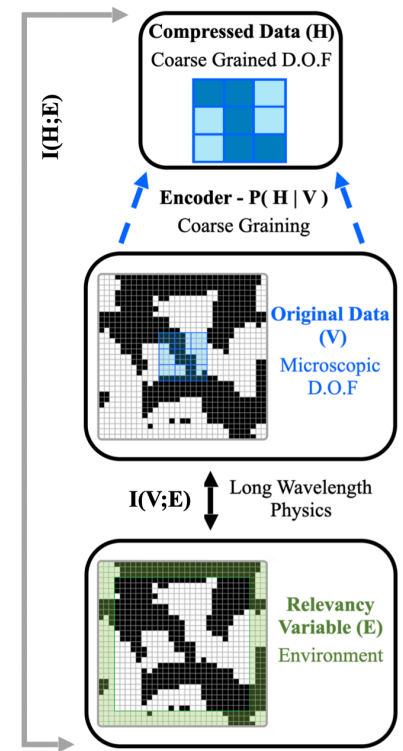 Compressed Data (H)
Coarse Grained D.O.F
I(H;E)
Encoder - P( H | V )
Coarse Graining
Original Data
(V)
Microscopic
D.O.F
I(V;E)
Long Wavelength
Physics
Relevancy
Variable (E)
Environment